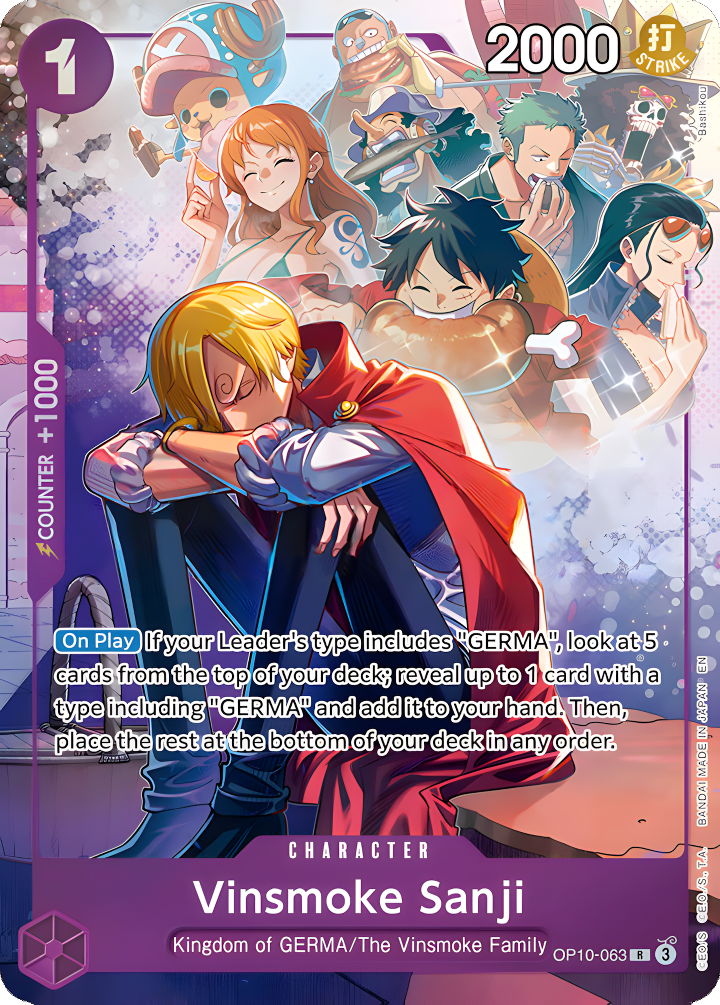 1
2000
打
STRIKE
Bashikou
COUNTER +1000
On Play If your Leader's type includes "GERMA", look at 5
cards from the top of your deck; reveal up to 1 card with a
type including "GERMA" and add it to your hand. Then,
place the rest at the bottom of your deck in any order.
©E.O./S. ©E.O./S., T.A. BANDAI MADE IN JAPAN EN
CHARACTER
Vinsmoke Sanji
Kingdom of GERMA/The Vinsmoke Family
OP10-063 R 3